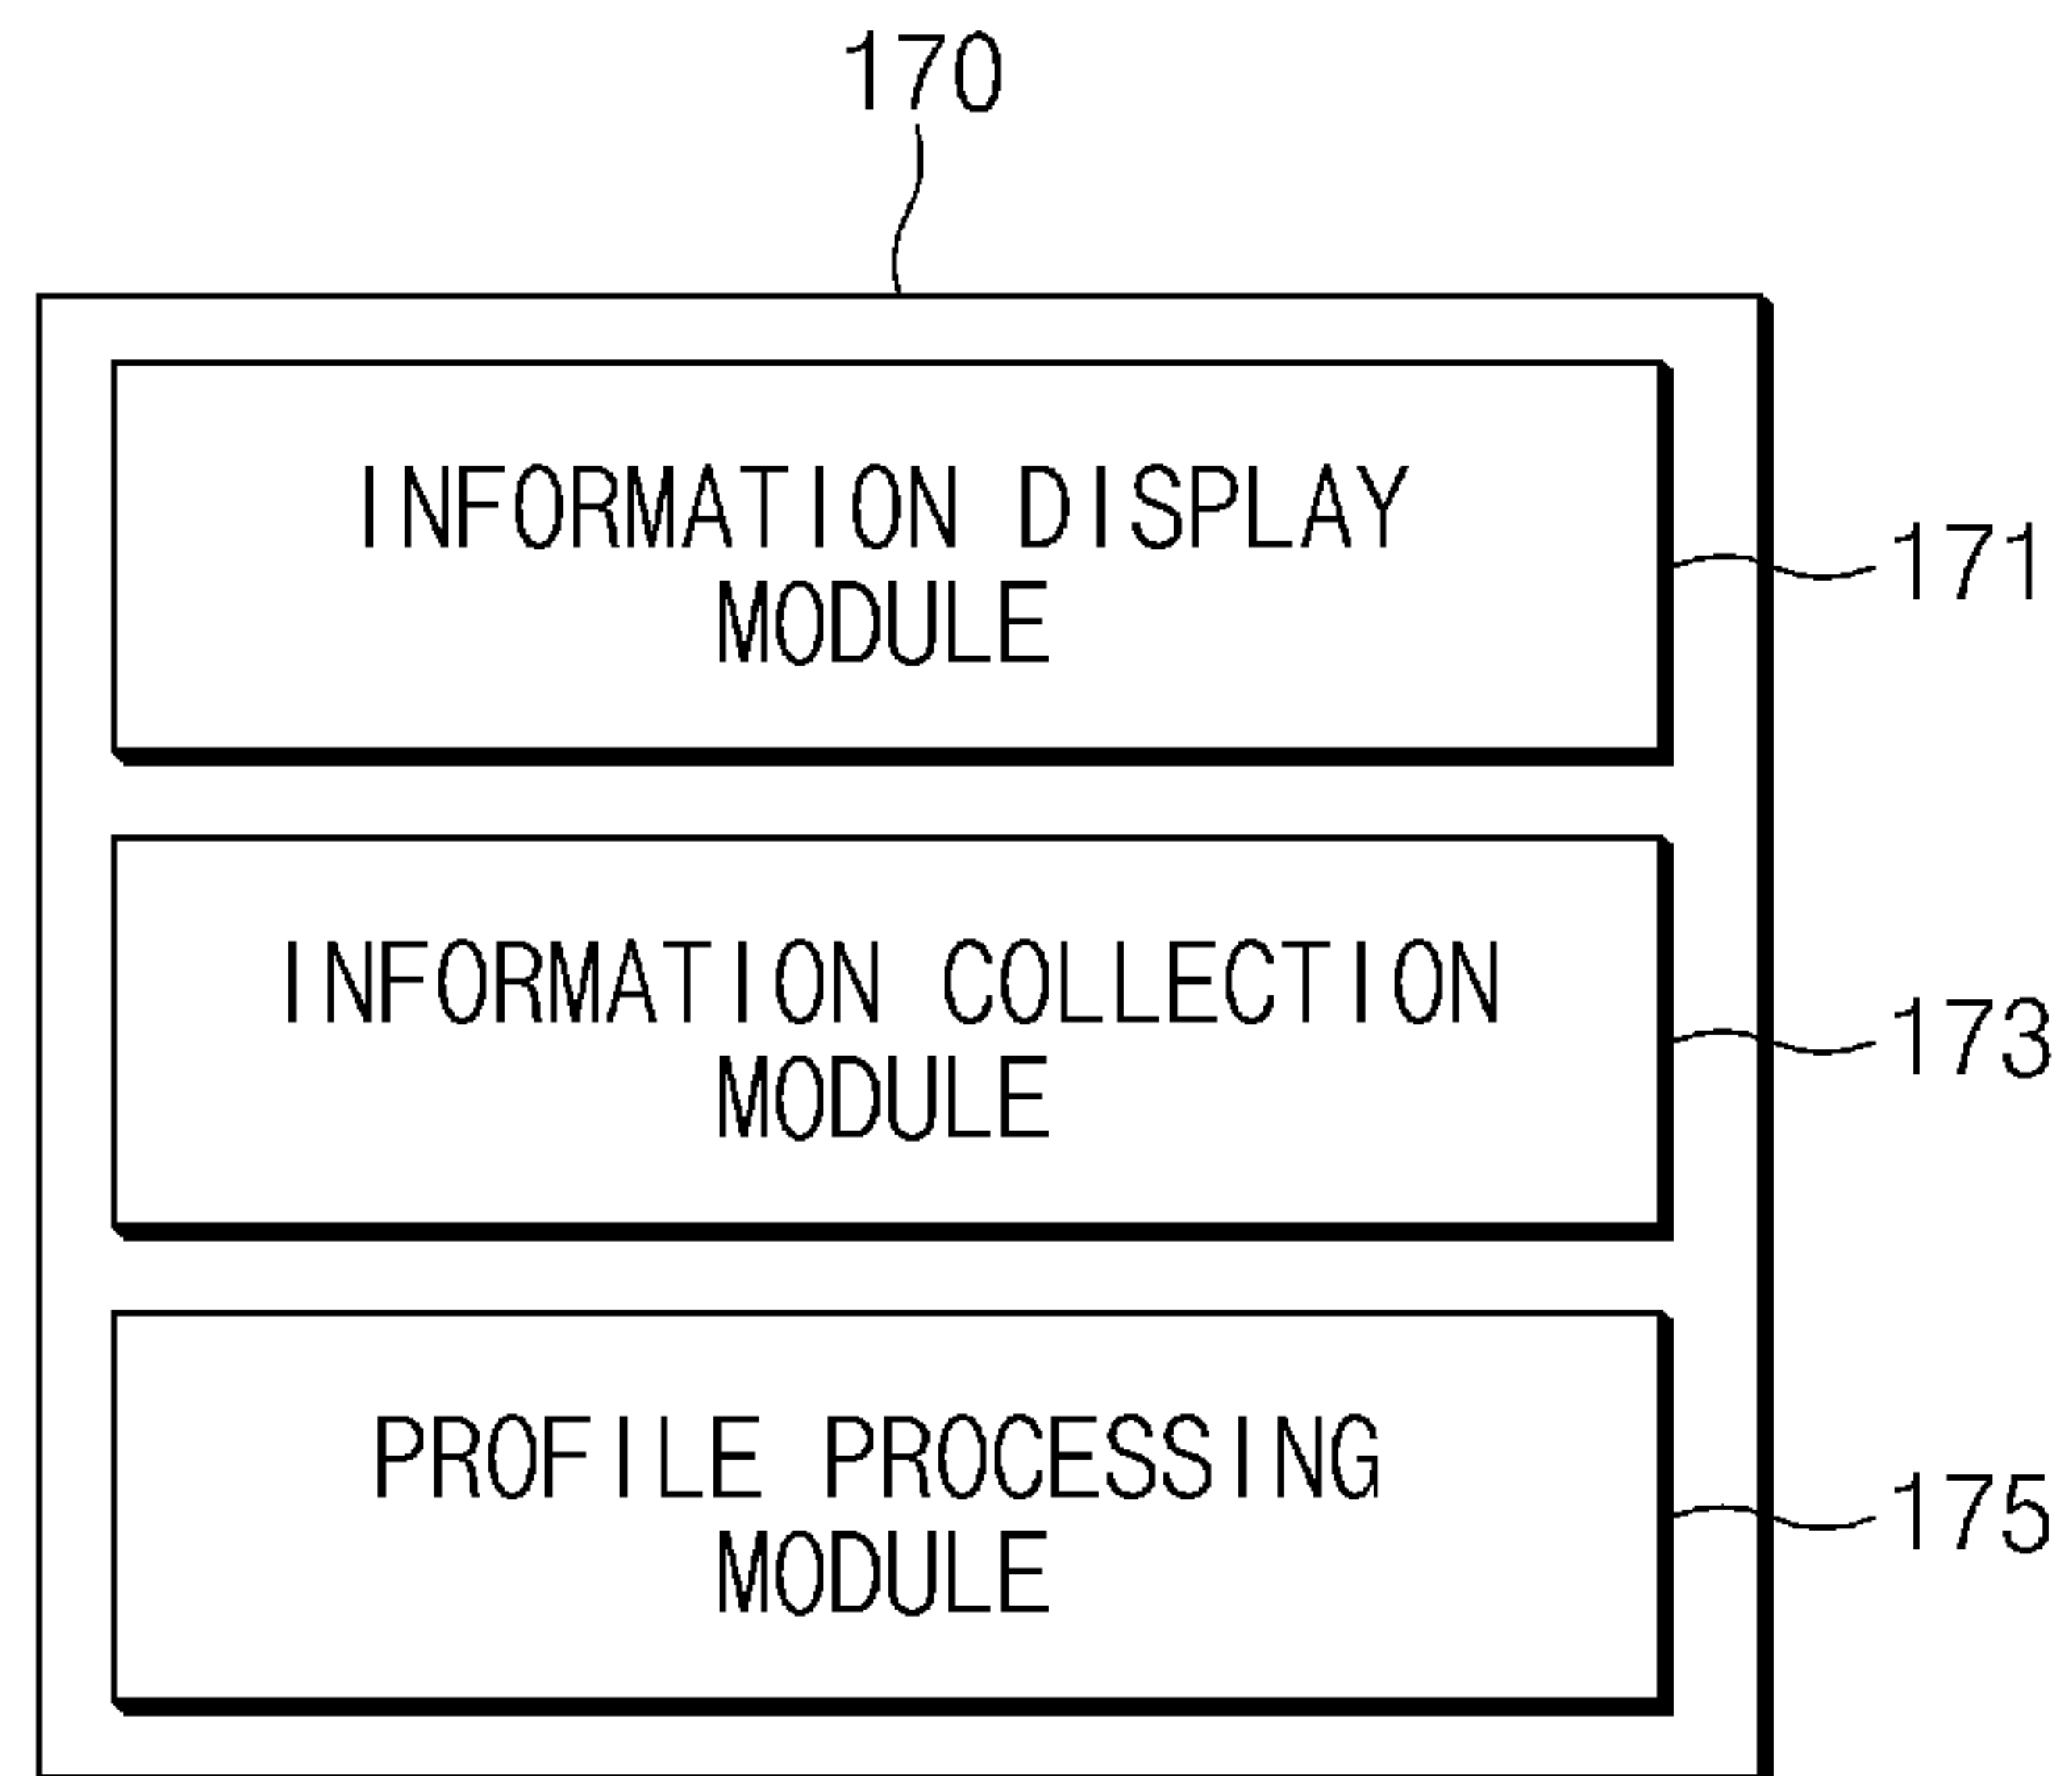 170
INFORMATION DISPLAY
MODULE
171
INFORMATION COLLECTION
MODULE
173
PROFILE PROCESSING
MODULE
175